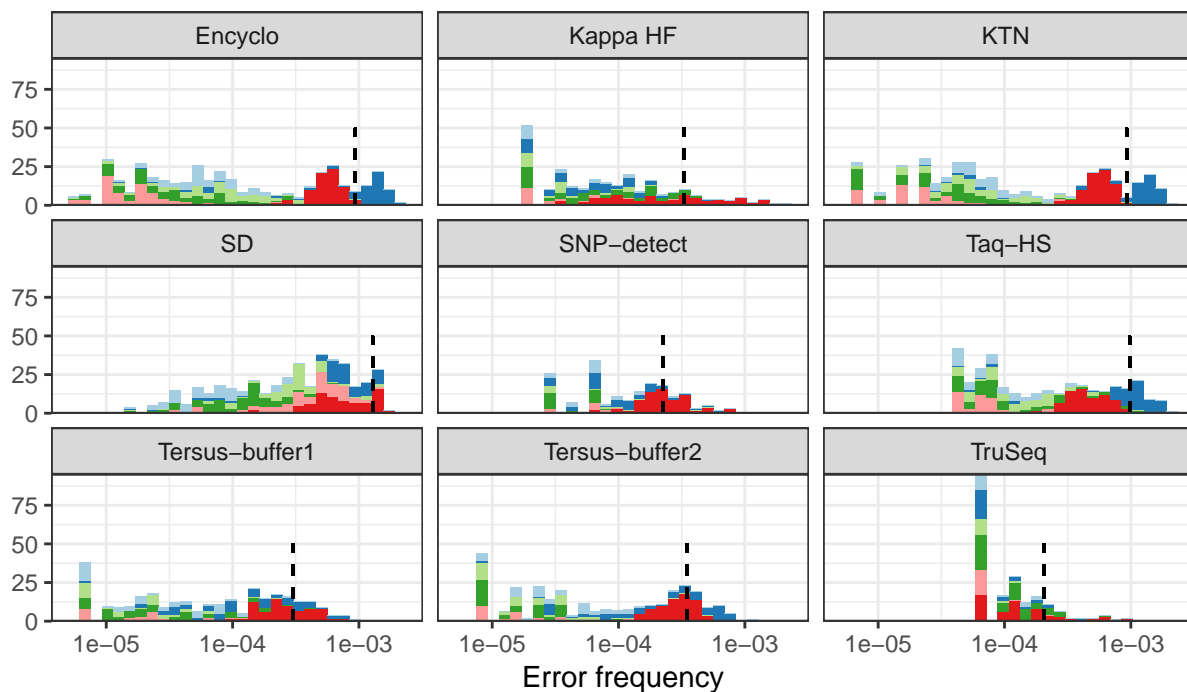 Encyclo Kappa HF KTN
75
50
25
0
SD SNP−detect Taq−HS
75
50
25
0
Tersus−buffer1 Tersus−buffer2 TruSeq
75
50
25
0
1e−05 1e−04 1e−03 1e−05 1e−04 1e−03 1e−05 1e−04 1e−03
Error frequency